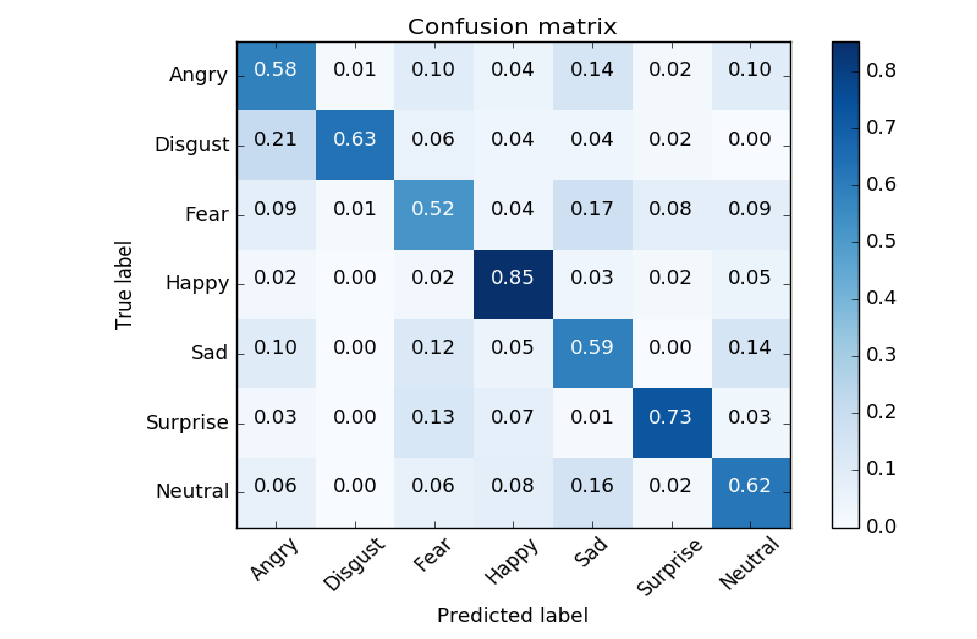 Confusion matrix
Angry 0.58 0.01 0.10 0.04 0.14 0.02 0.10
Disgust 0.21 0.63 0.06 0.04 0.04 0.02 0.00
Fear 0.09 0.01 0.52 0.04 0.17 0.08 0.09
Happy 0.02 0.00 0.02 0.85 0.03 0.02 0.05
Sad 0.10 0.00 0.12 0.05 0.59 0.00 0.14
Surprise 0.03 0.00 0.13 0.07 0.01 0.73 0.03
Neutral 0.06 0.00 0.06 0.08 0.16 0.02 0.62
True label
Angry Disgust Fear Happy Sad Surprise Neutral
Predicted label
0.8
0.7
0.6
0.5
0.4
0.3
0.2
0.1
0.0